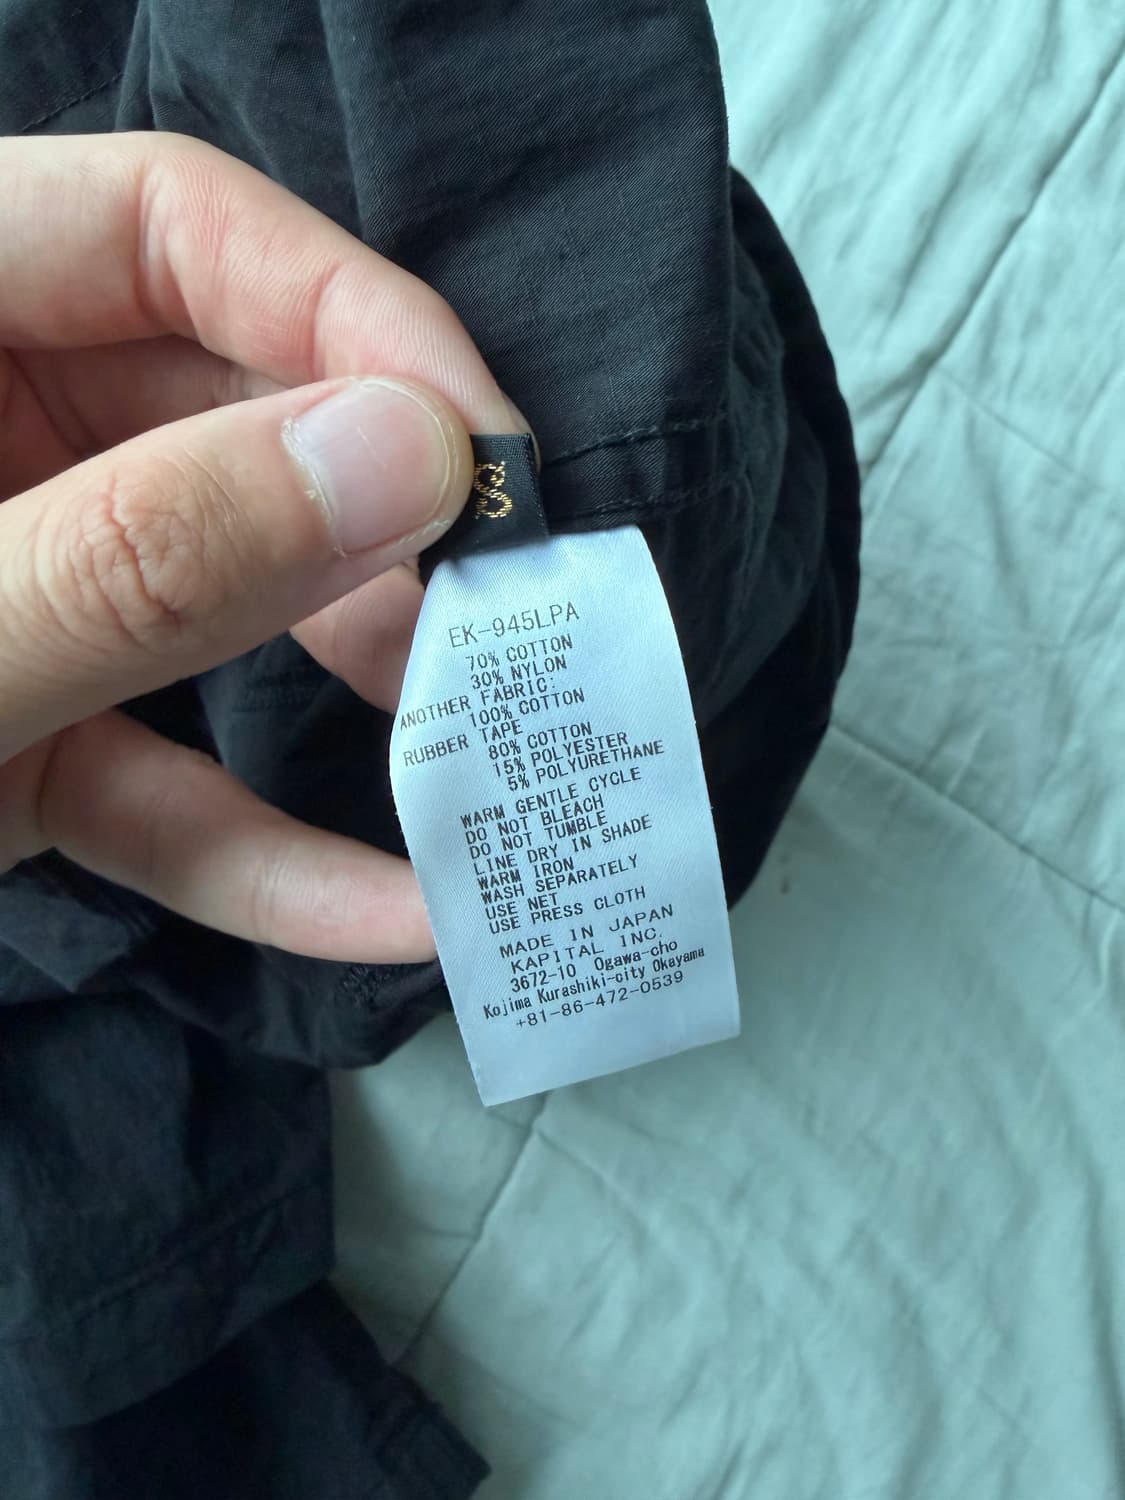 S
EK-945LPA
70% COTTON
30% NYLON
ANOTHER FABRIC:
100% COTTON
RUBBER TAPE
80% COTTON
15% POLYESTER
5% POLYURETHANE
WARM GENTLE CYCLE
DO NOT BLEACH
DO NOT TUMBLE
LINE DRY IN SHADE
WARM IRON
WASH SEPARATELY
USE NET
USE PRESS CLOTH
MADE IN JAPAN
KAPITAL INC.
3672-10 Ogawa-cho
Kojima Kurashiki-city Okayama
+81-86-472-0539